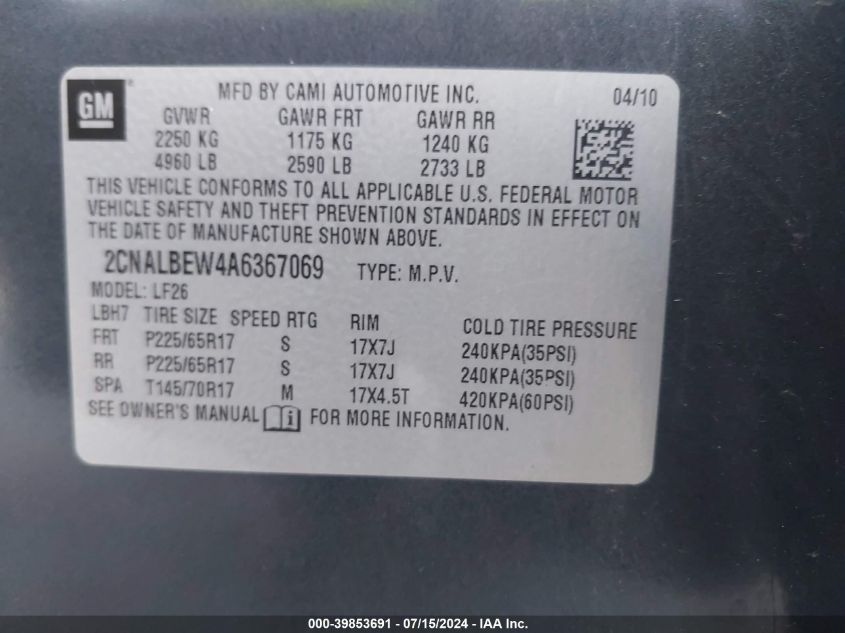 GM ®
MFD BY CAMI AUTOMOTIVE INC. 04/10
GVWR GAWR FRT GAWR RR
2250 KG 1175 KG 1240 KG
4960 LB 2590 LB 2733 LB
THIS VEHICLE CONFORMS TO ALL APPLICABLE U.S. FEDERAL MOTOR
VEHICLE SAFETY AND THEFT PREVENTION STANDARDS IN EFFECT ON
THE DATE OF MANUFACTURE SHOWN ABOVE.
2CNALBEW4A6367069 TYPE: M.P.V.
MODEL: LF26
LBH7 TIRE SIZE SPEED RTG RIM COLD TIRE PRESSURE
FRT P225/65R17 S 17X7J 240KPA(35PSI)
RR P225/65R17 S 17X7J 240KPA(35PSI)
SPA T145/70R17 M 17X4.5T 420KPA(60PSI)
SEE OWNER'S MANUAL i FOR MORE INFORMATION.
000-39853691 - 07/15/2024 - IAA Inc.